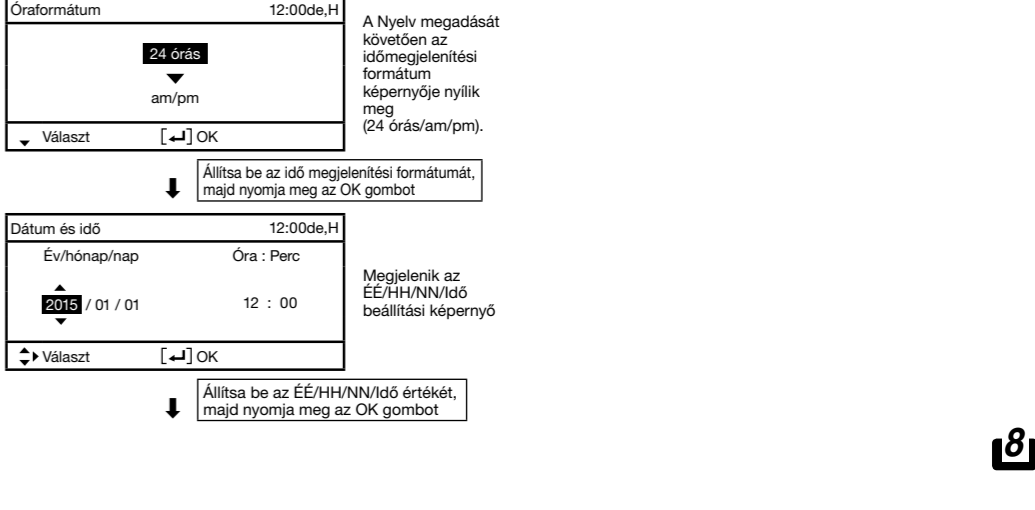 Óraformátum 12:00de,H
24 órás
am/pm
Választ [↵] OK
A Nyelv megadását
követően az
időmegjelenítési
formátum
képernyője nyílik
meg
(24 órás/am/pm).
Állítsa be az idő megjelenítési formátumát,
majd nyomja meg az OK gombot
Dátum és idő 12:00de,H
Év/hónap/nap Óra : Perc
2015 / 01 / 01 12 : 00
Választ [↵] OK
Megjelenik az
ÉÉ/HH/NN/Idő
beállítási képernyő
Állítsa be az ÉÉ/HH/NN/Idő értékét,
majd nyomja meg az OK gombot
8